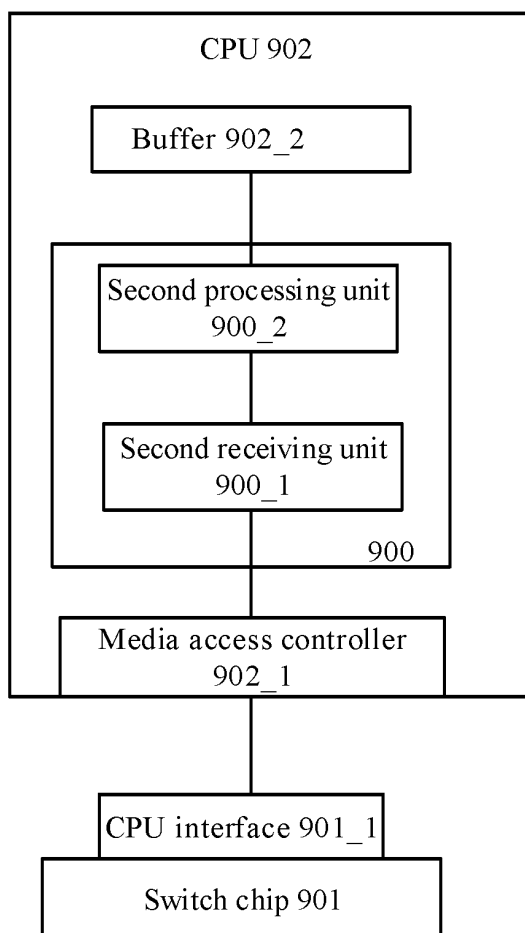 CPU 902
Buffer 902_2
Second processing unit
900_2
Second receiving unit
900_1
900
Media access controller
902_1
CPU interface 901_1
Switch chip 901